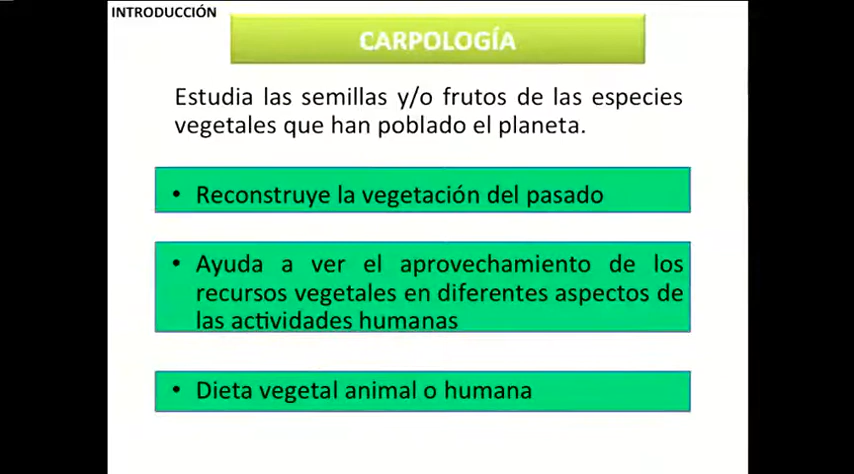 INTRODUCCIÓN
CARPOLOGÍA
Estudia las semillas y/o frutos de las especies
vegetales que han poblado el planeta.
• Reconstruye la vegetación del pasado
• Ayuda a ver el aprovechamiento de los
recursos vegetales en diferentes aspectos de
las actividades humanas
• Dieta vegetal animal o humana